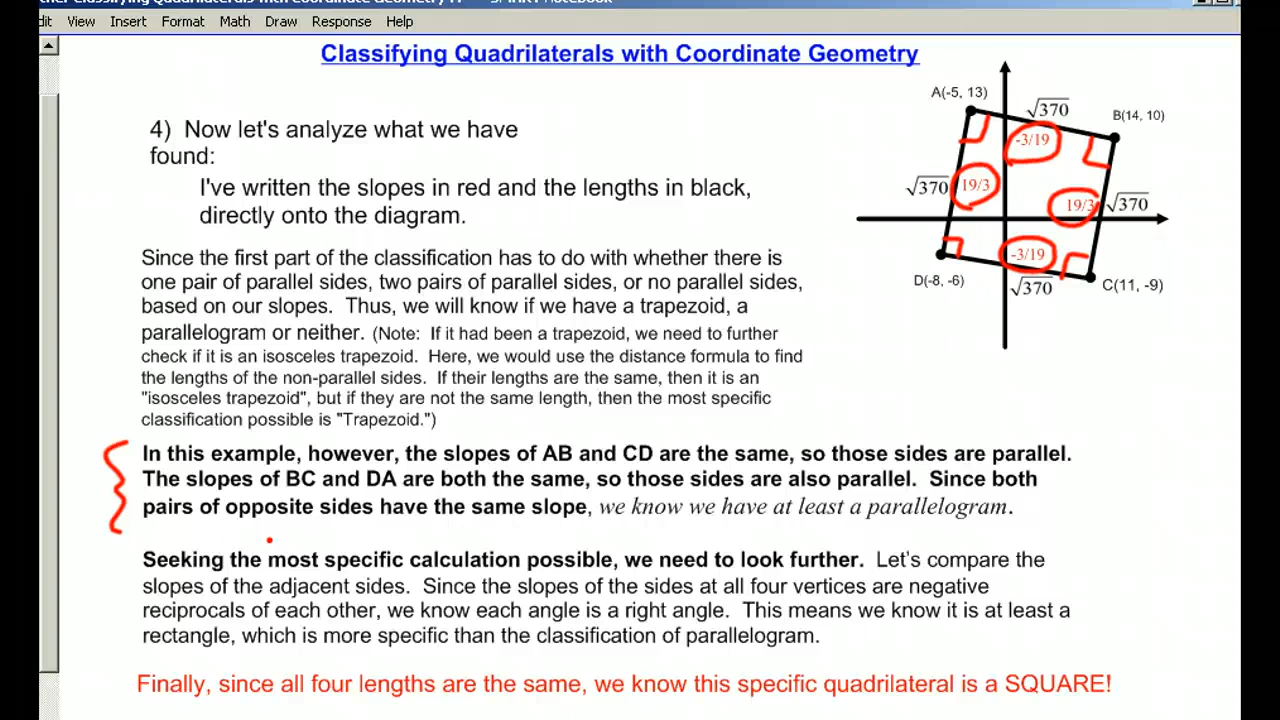 ther Classifying Quadrilaterals with Coordinate Geometry
dit View Insert Format Math Draw Response Help
Classifying Quadrilaterals with Coordinate Geometry
4) Now let's analyze what we have
found:
I've written the slopes in red and the lengths in black,
directly onto the diagram.
Since the first part of the classification has to do with whether there is
one pair of parallel sides, two pairs of parallel sides, or no parallel sides,
based on our slopes. Thus, we will know if we have a trapezoid, a
parallelogram or neither. (Note: If it had been a trapezoid, we need to further
check if it is an isosceles trapezoid. Here, we would use the distance formula to find
the lengths of the non-parallel sides. If their lengths are the same, then it is an
"isosceles trapezoid", but if they are not the same length, then the most specific
classification possible is "Trapezoid.")
A(-5, 13)
√370
B(14, 10)
-3/19
√370
19/3
19/3
√370
-3/19
D(-8, -6)
√370
C(11, -9)
In this example, however, the slopes of AB and CD are the same, so those sides are parallel.
The slopes of BC and DA are both the same, so those sides are also parallel. Since both
pairs of opposite sides have the same slope, we know we have at least a parallelogram.
Seeking the most specific calculation possible, we need to look further. Let's compare the
slopes of the adjacent sides. Since the slopes of the sides at all four vertices are negative
reciprocals of each other, we know each angle is a right angle. This means we know it is at least a
rectangle, which is more specific than the classification of parallelogram.
Finally, since all four lengths are the same, we know this specific quadrilateral is a SQUARE!